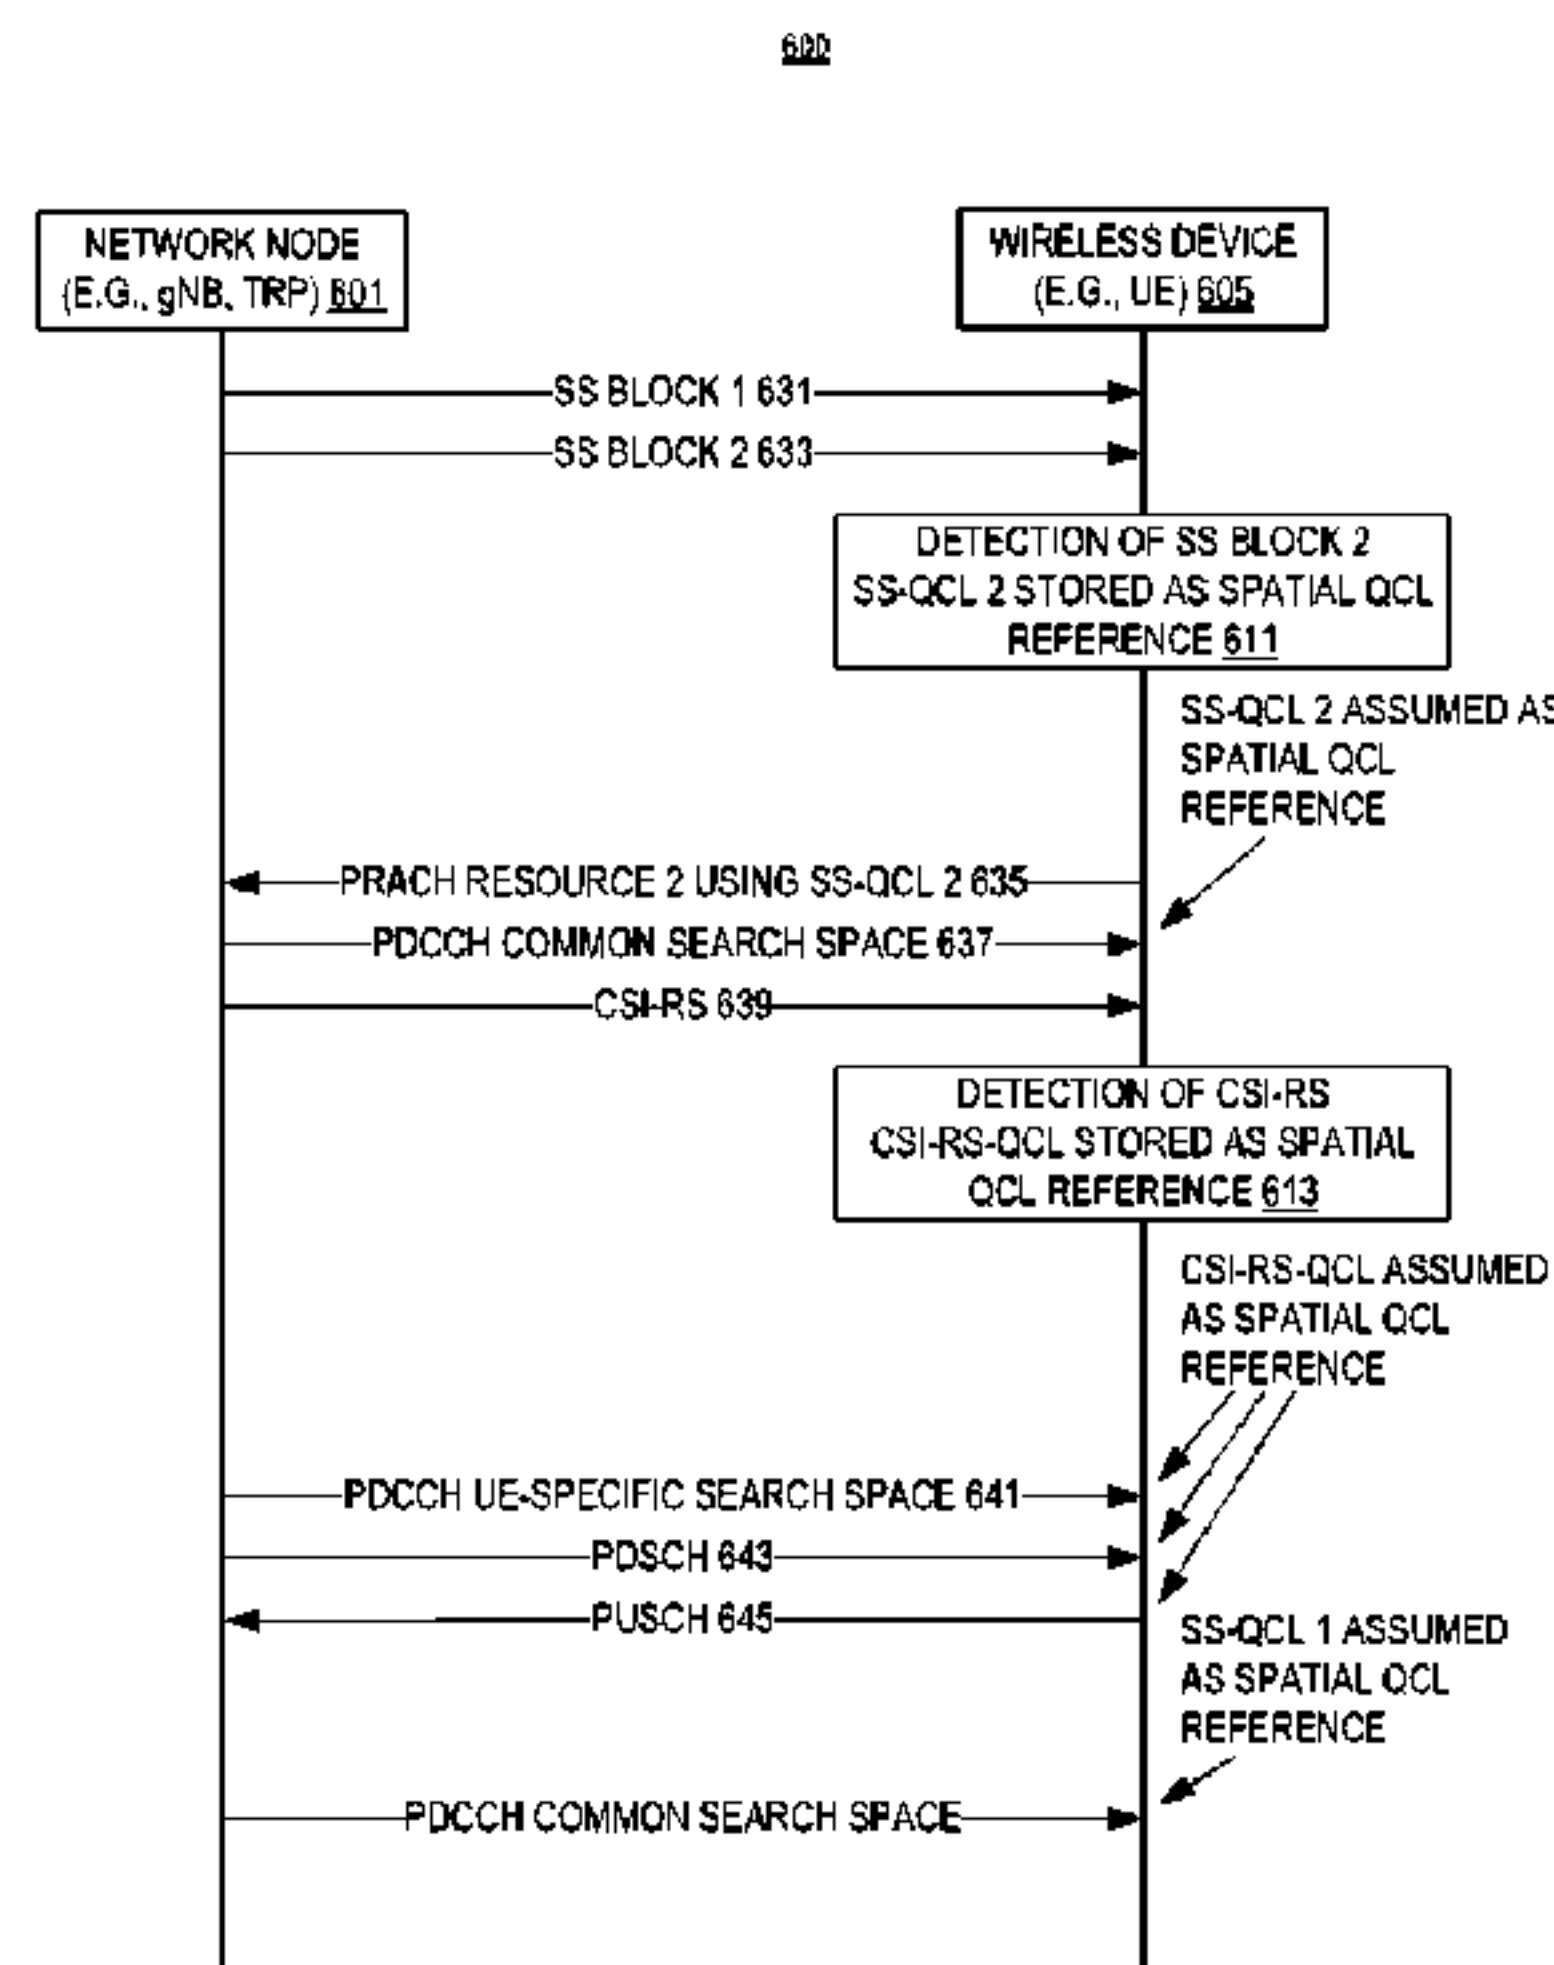 600
NETWORK NODE
(E.G., gNB, TRP) 601
WIRELESS DEVICE
(E.G., UE) 605
SS BLOCK 1 631
SS BLOCK 2 633
DETECTION OF SS BLOCK 2
SS-QCL 2 STORED AS SPATIAL QCL
REFERENCE 611
SS-QCL 2 ASSUMED AS
SPATIAL QCL
REFERENCE
PRACH RESOURCE 2 USING SS-QCL 2 635
PDCCH COMMON SEARCH SPACE 637
CSI-RS 639
DETECTION OF CSI-RS
CSI-RS-QCL STORED AS SPATIAL
QCL REFERENCE 613
CSI-RS-QCL ASSUMED
AS SPATIAL QCL
REFERENCE
PDCCH UE-SPECIFIC SEARCH SPACE 641
PDSCH 643
PUSCH 645
SS-QCL 1 ASSUMED
AS SPATIAL QCL
REFERENCE
PDCCH COMMON SEARCH SPACE